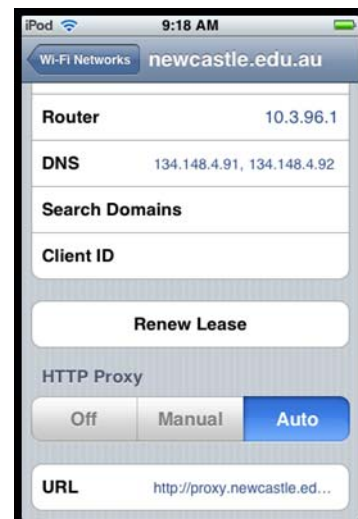 iPod 9:18 AM
Wi-Fi Networks newcastle.edu.au
Router 10.3.96.1
DNS 134.148.4.91, 134.148.4.92
Search Domains
Client ID
Renew Lease
HTTP Proxy
Off Manual Auto
URL http://proxy.newcastle.ed...